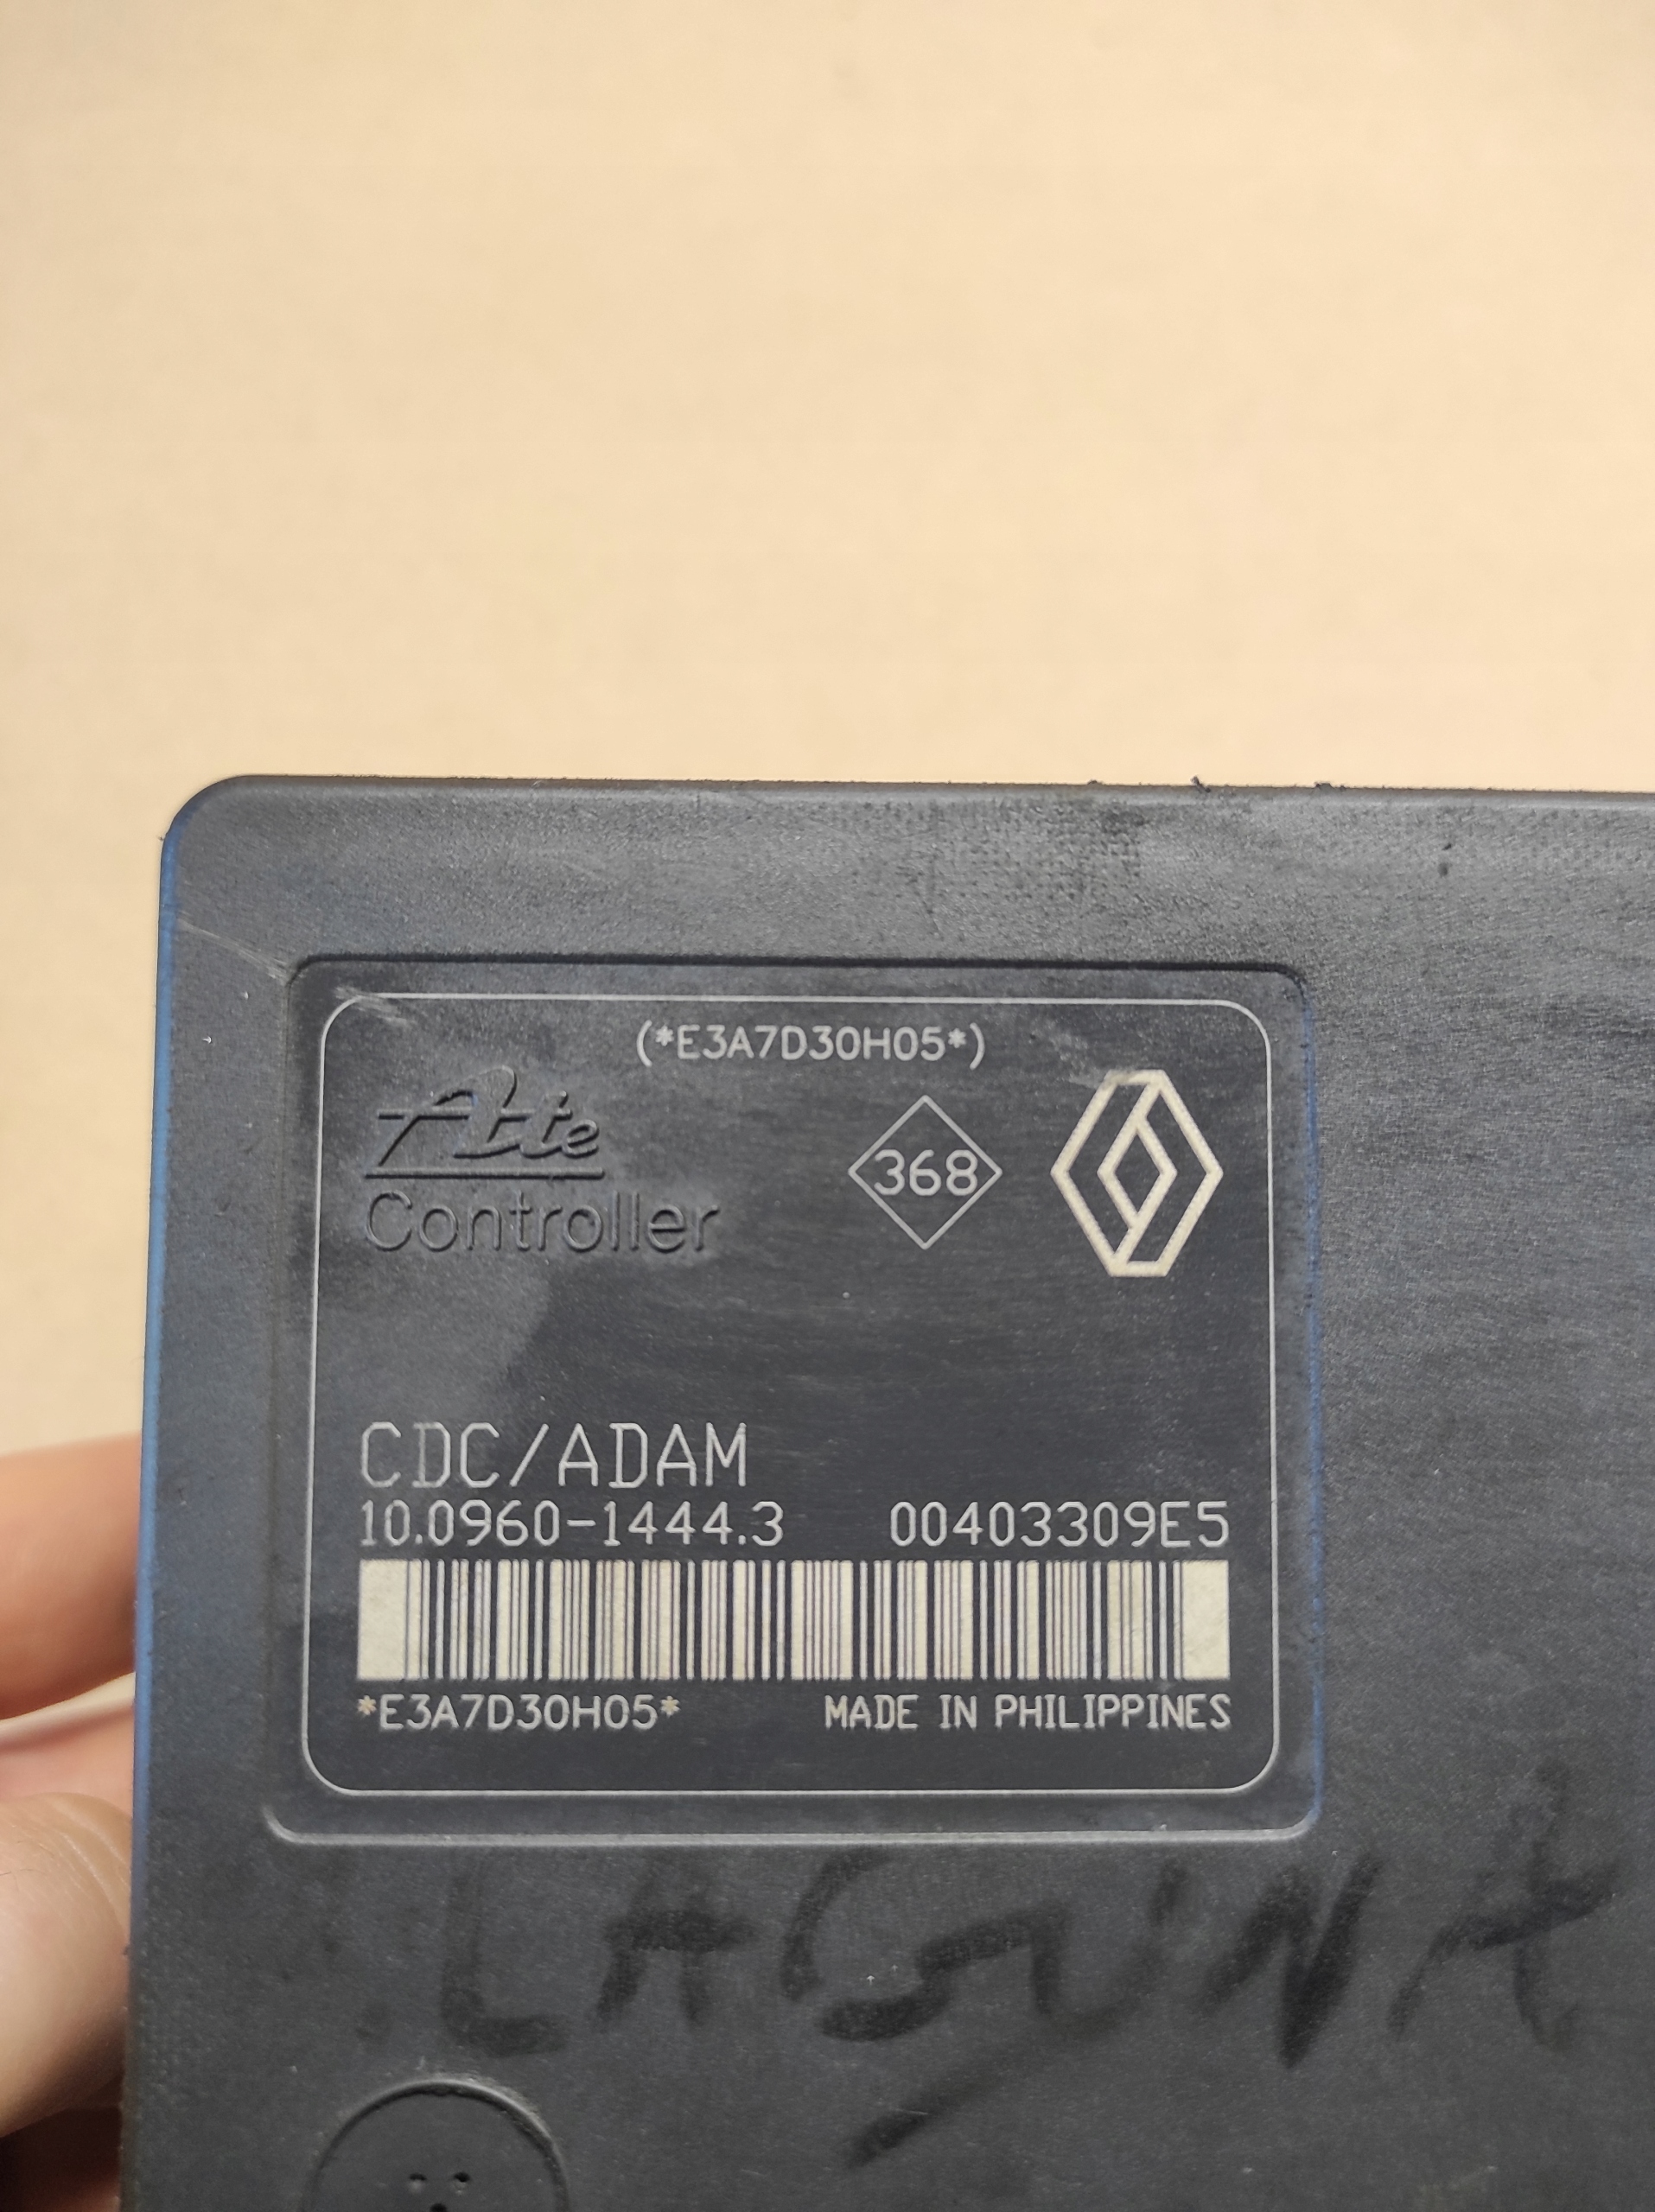 (*E3A7D30H05*)
Ate
Controller
368
CDC/ADAM
10.0960-1444.3 00403309E5
*E3A7D30H05* MADE IN PHILIPPINES
LAGUNA